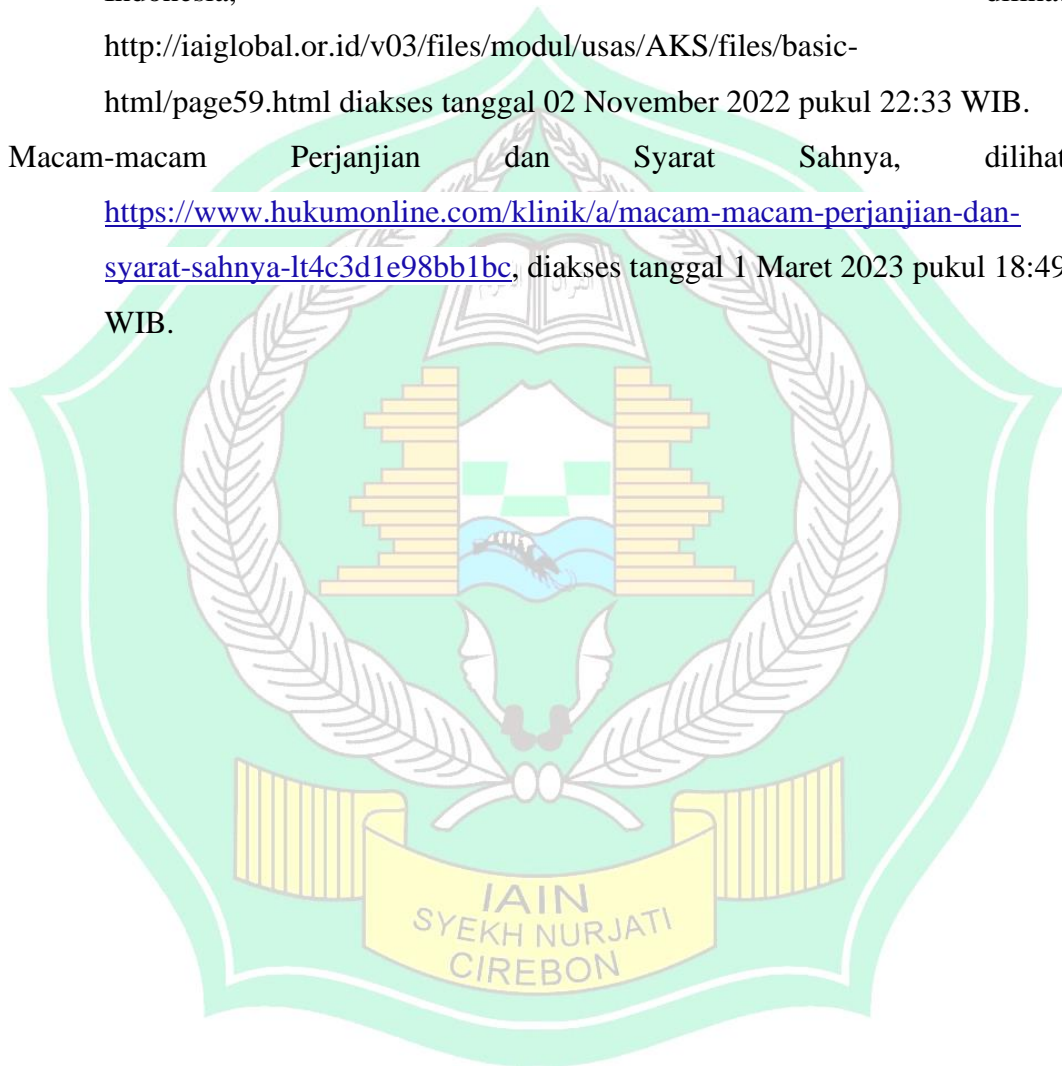 http://iaiglobal.or.id/v03/files/modul/usas/AKS/files/basic-
html/page59.html diakses tanggal 02 November 2022 pukul 22:33 WIB.
Macam-macam Perjanjian dan Syarat Sahnya, dilihat
https://www.hukumonline.com/klinik/a/macam-macam-perjanjian-dan-
syarat-sahnya-lt4c3d1e98bb1bc, diakses tanggal 1 Maret 2023 pukul 18:49
WIB.
IAIN
SYEKH NURJATI
CIREBON